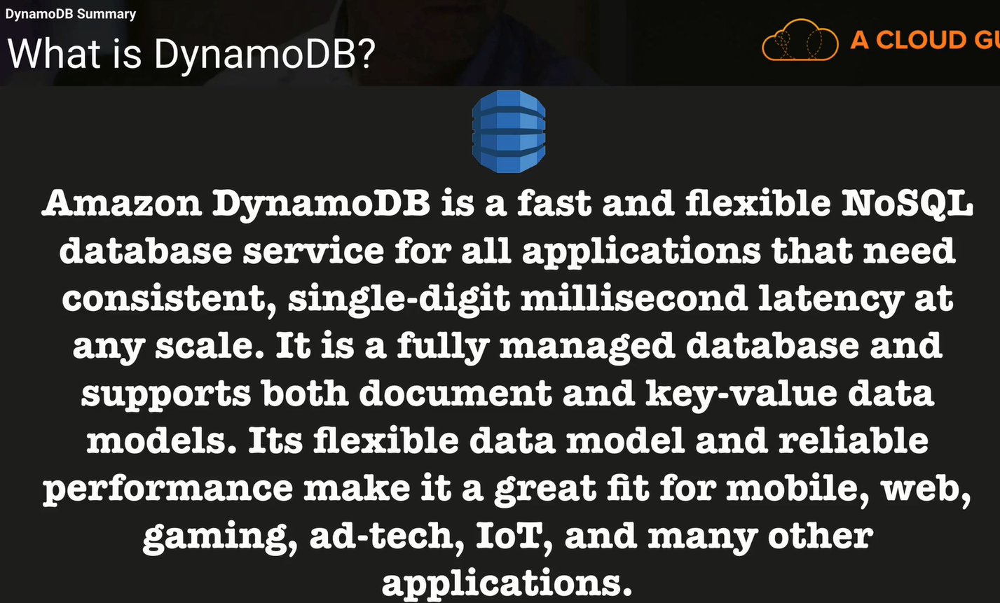 DynamoDB Summary
What is DynamoDB?
A CLOUD GU
Amazon DynamoDB is a fast and flexible NoSQL
database service for all applications that need
consistent, single-digit millisecond latency at
any scale. It is a fully managed database and
supports both document and key-value data
models. Its flexible data model and reliable
performance make it a great fit for mobile, web,
gaming, ad-tech, IoT, and many other
applications.